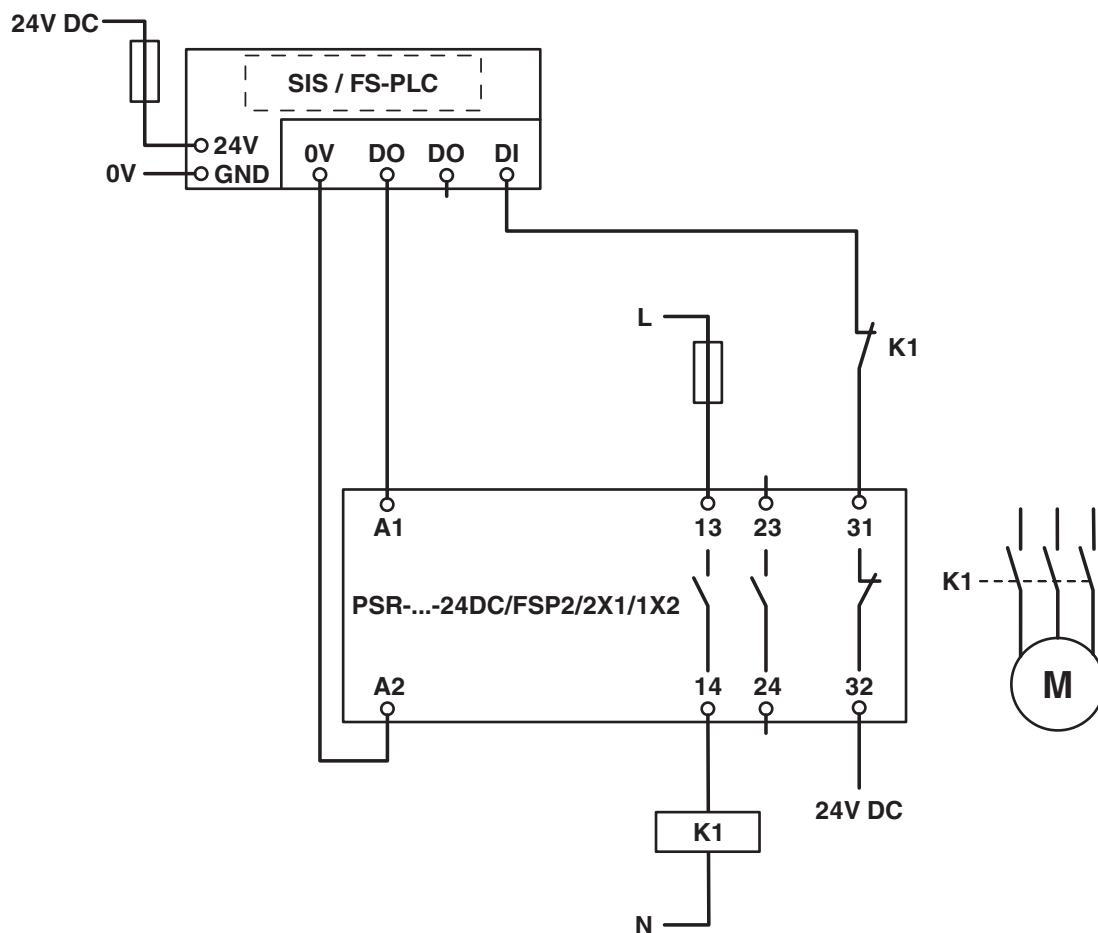 24V DC
SIS / FS-PLC
24V
0V GND
0V DO DO DI
L
K1
A1 13 23 31
PSR-...-24DC/FSP2/2X1/1X2
K1
A2 14 24 32
M
24V DC
K1
N